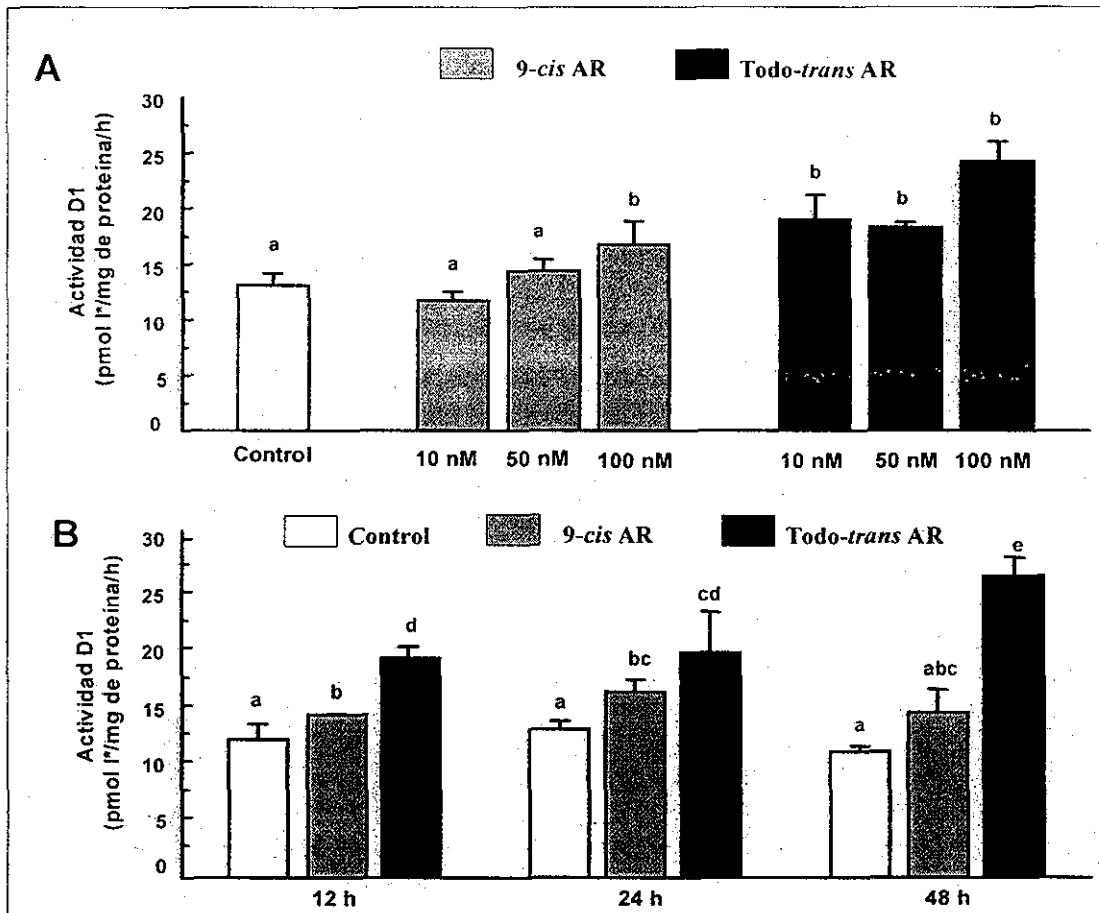 A
9-cis AR Todo-trans AR
Actividad D1
(pmol I*/mg de proteína/h)
30
25
20
15
10
5
0
a
a
a
b
b
b
b
Control 10 nM 50 nM 100 nM 10 nM 50 nM 100 nM
B
Control 9-cis AR Todo-trans AR
Actividad D1
(pmol I*/mg de proteína/h)
30
25
20
15
10
5
0
a
b
d
a
bc
cd
a
abc
e
12 h 24 h 48 h